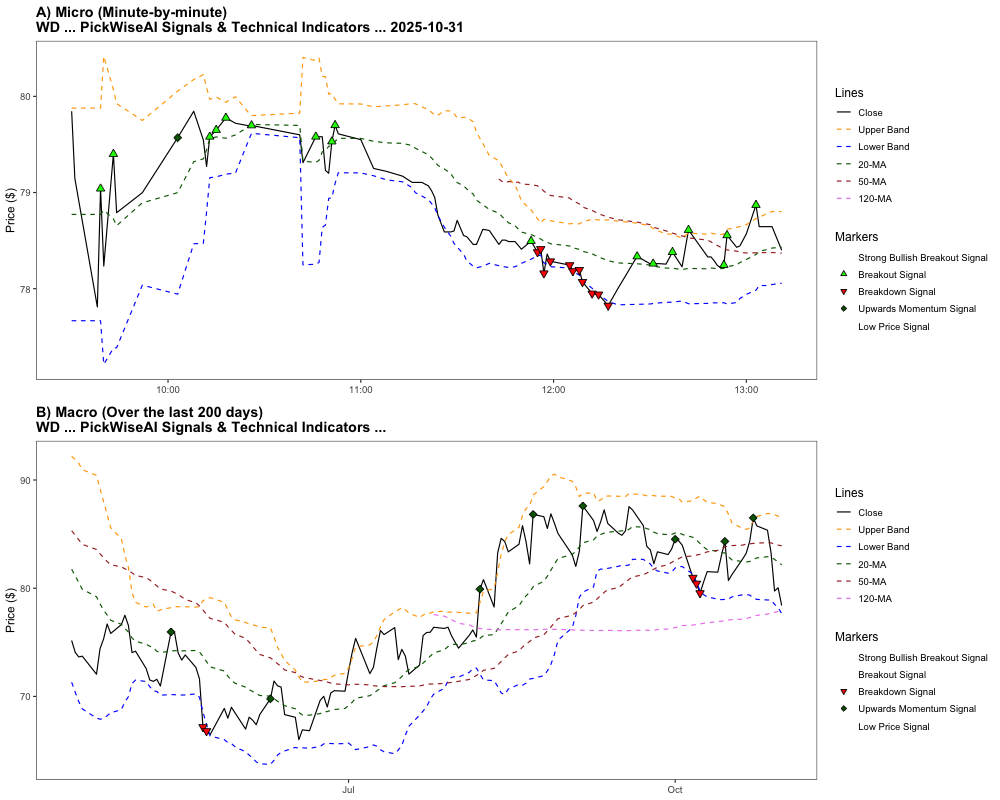 A) Micro (Minute-by-minute)
WD ... PickWiseAI Signals & Technical Indicators ... 2025-10-31
Price ($)
80
79
78
10:00
11:00
12:00
13:00
Lines
Close
Upper Band
Lower Band
20-MA
50-MA
120-MA
Markers
Strong Bullish Breakout Signal
Breakout Signal
Breakdown Signal
Upwards Momentum Signal
Low Price Signal
B) Macro (Over the last 200 days)
WD ... PickWiseAI Signals & Technical Indicators ...
Price ($)
90
80
70
Jul
Oct
Lines
Close
Upper Band
Lower Band
20-MA
50-MA
120-MA
Markers
Strong Bullish Breakout Signal
Breakout Signal
Breakdown Signal
Upwards Momentum Signal
Low Price Signal